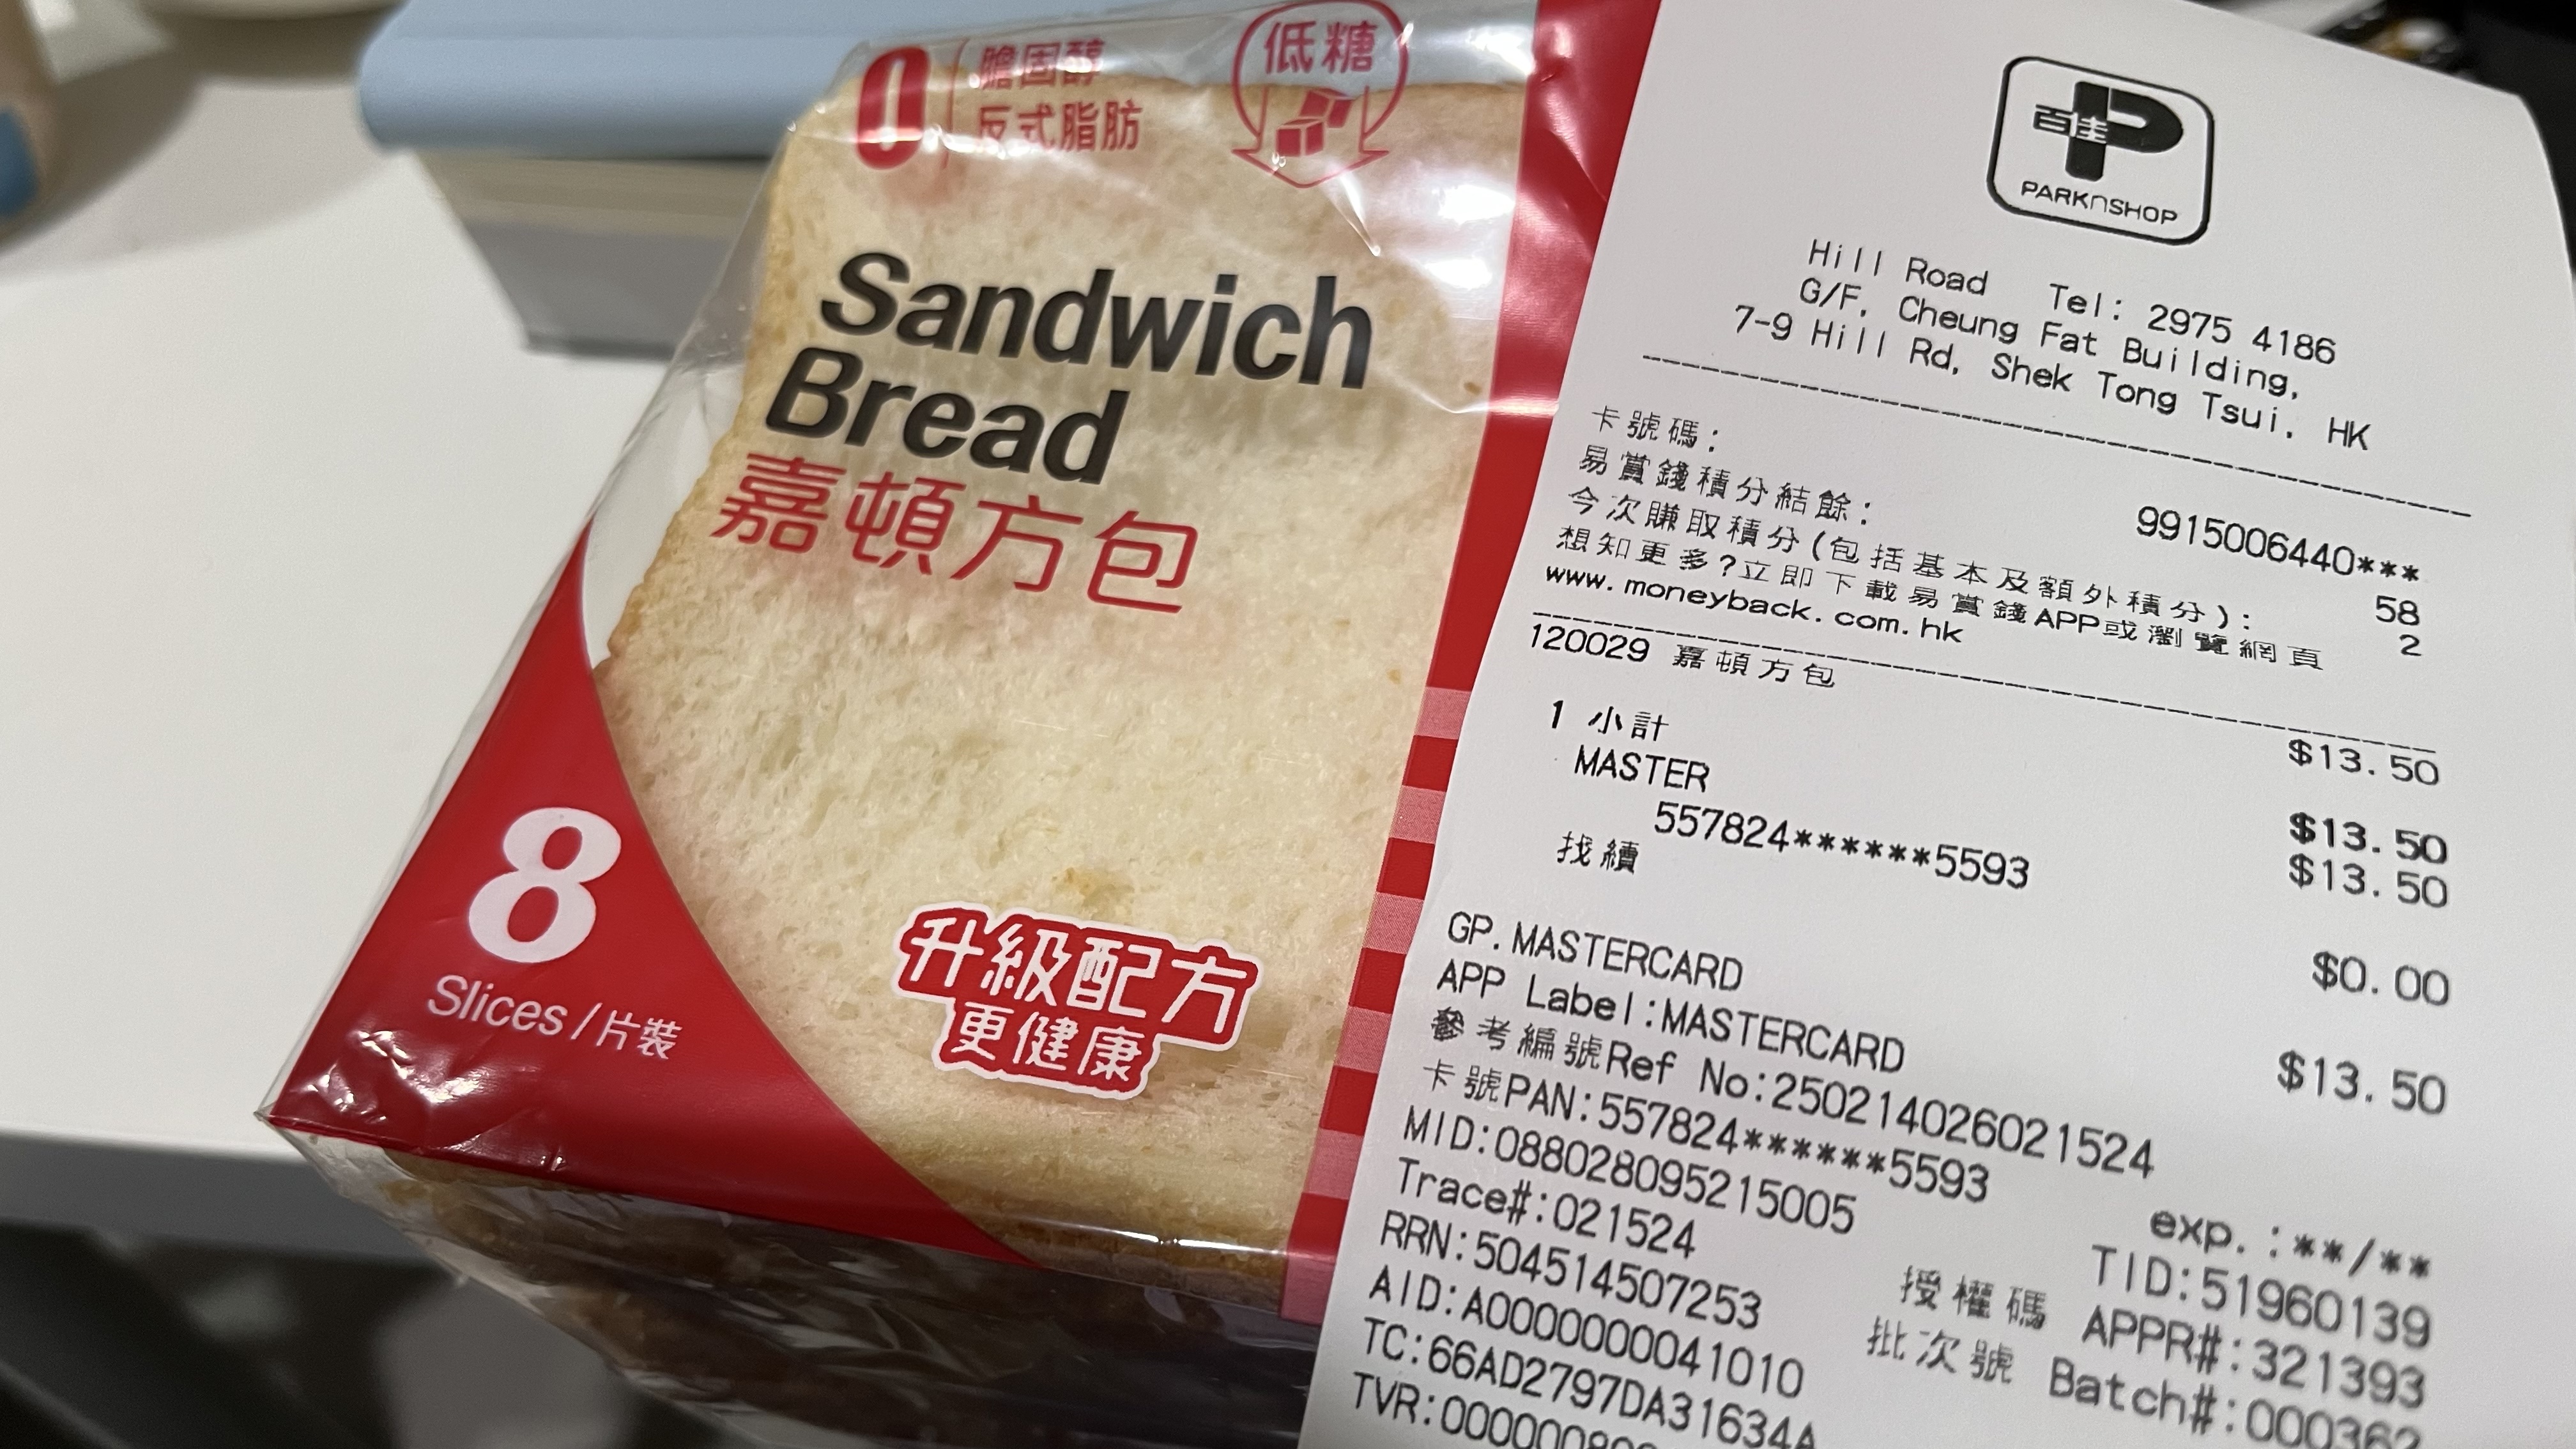 0
膽固醇
反式脂肪
低糖
Sandwich
Bread
嘉頓方包
8
Slices/片裝
升級配方
更健康
百佳
PARKnSHOP
Hill Road Tel: 2975 4186
G/F, Cheung Fat Building,
7-9 Hill Rd, Shek Tong Tsui, HK
卡號碼: 9915006440***
易賞錢積分結餘: 58
今次賺取積分(包括基本及額外積分): 2
想知更多?立即下載易賞錢APP或瀏覽網頁
www.moneyback.com.hk
120029 嘉頓方包 $13.50
1 小計 $13.50
MASTER $13.50
557824******5593
找續 $0.00
GP.MASTERCARD $13.50
APP Label:MASTERCARD
參考編號Ref No:250214026021524
卡號PAN:557824******5593 exp.:**/**
MID:088028095215005 TID:51960139
Trace#:021524 授權碼 APPR#:321393
RRN:504514507253 批次號 Batch#:000362
AID:A0000000041010
TC:66AD2797DA31634A